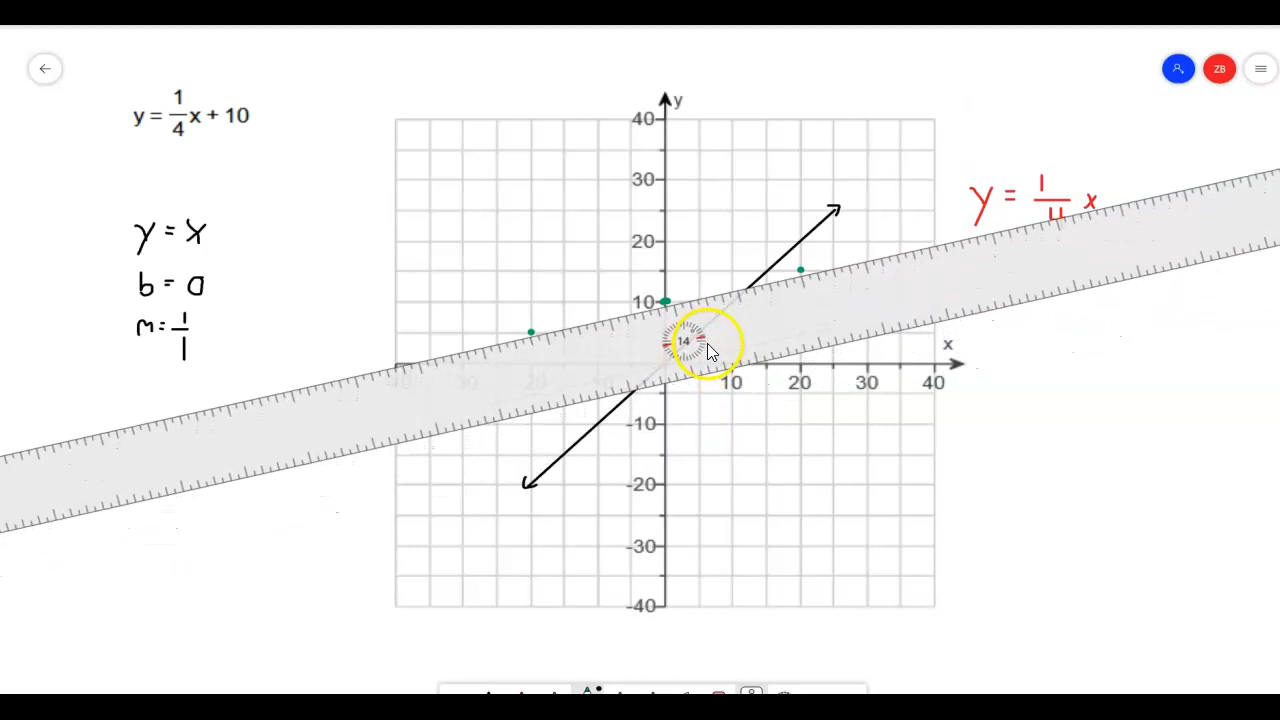 ZB
y = 1/4 x + 10
y = x
b = 0
m = 1/1
y = 1/4 x
y
40
30
20
10
14
x
10 20 30 40
-10
-20
-30
-40